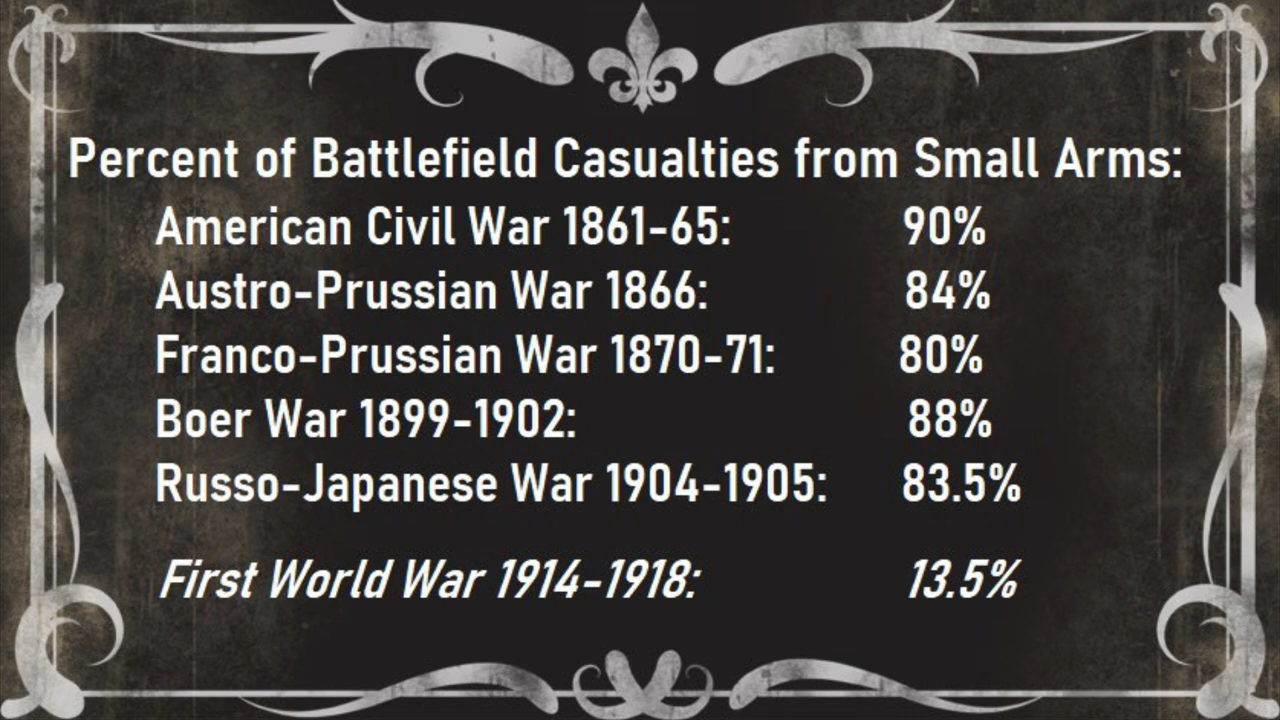 Percent of Battlefield Casualties from Small Arms:
American Civil War 1861-65: 90%
Austro-Prussian War 1866: 84%
Franco-Prussian War 1870-71: 80%
Boer War 1899-1902: 88%
Russo-Japanese War 1904-1905: 83.5%
First World War 1914-1918: 13.5%